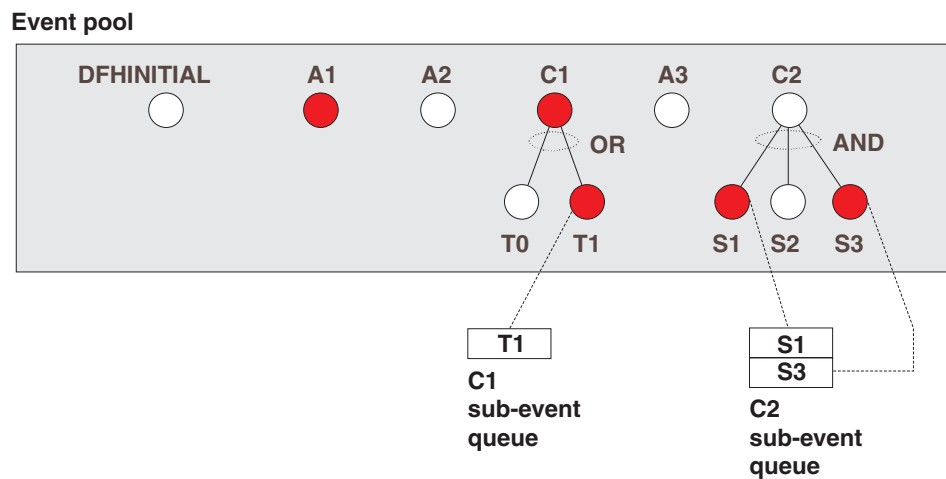 Event pool
DFHINITIAL A1 A2 C1 A3 C2
OR AND
T0 T1 S1 S2 S3
T1
C1
sub-event
queue
S1
S3
C2
sub-event
queue